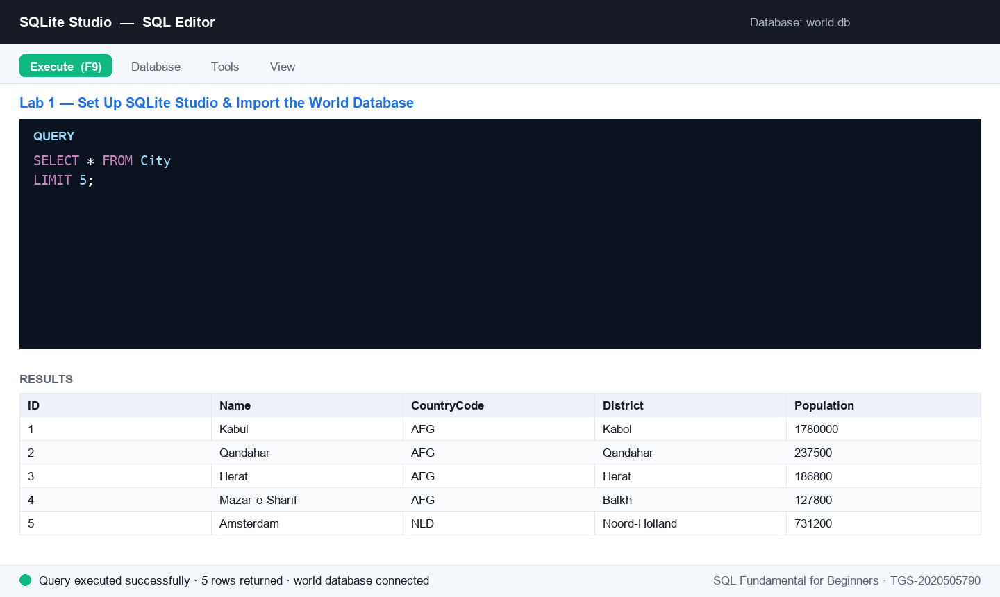 SQLite Studio — SQL Editor
Database: world.db
Execute (F9) Database Tools View
Lab 1 — Set Up SQLite Studio & Import the World Database
QUERY
SELECT * FROM City
LIMIT 5;
RESULTS
ID Name CountryCode District Population
1 Kabul AFG Kabol 1780000
2 Qandahar AFG Qandahar 237500
3 Herat AFG Herat 186800
4 Mazar-e-Sharif AFG Balkh 127800
5 Amsterdam NLD Noord-Holland 731200
Query executed successfully · 5 rows returned · world database connected
SQL Fundamental for Beginners · TGS-2020505790